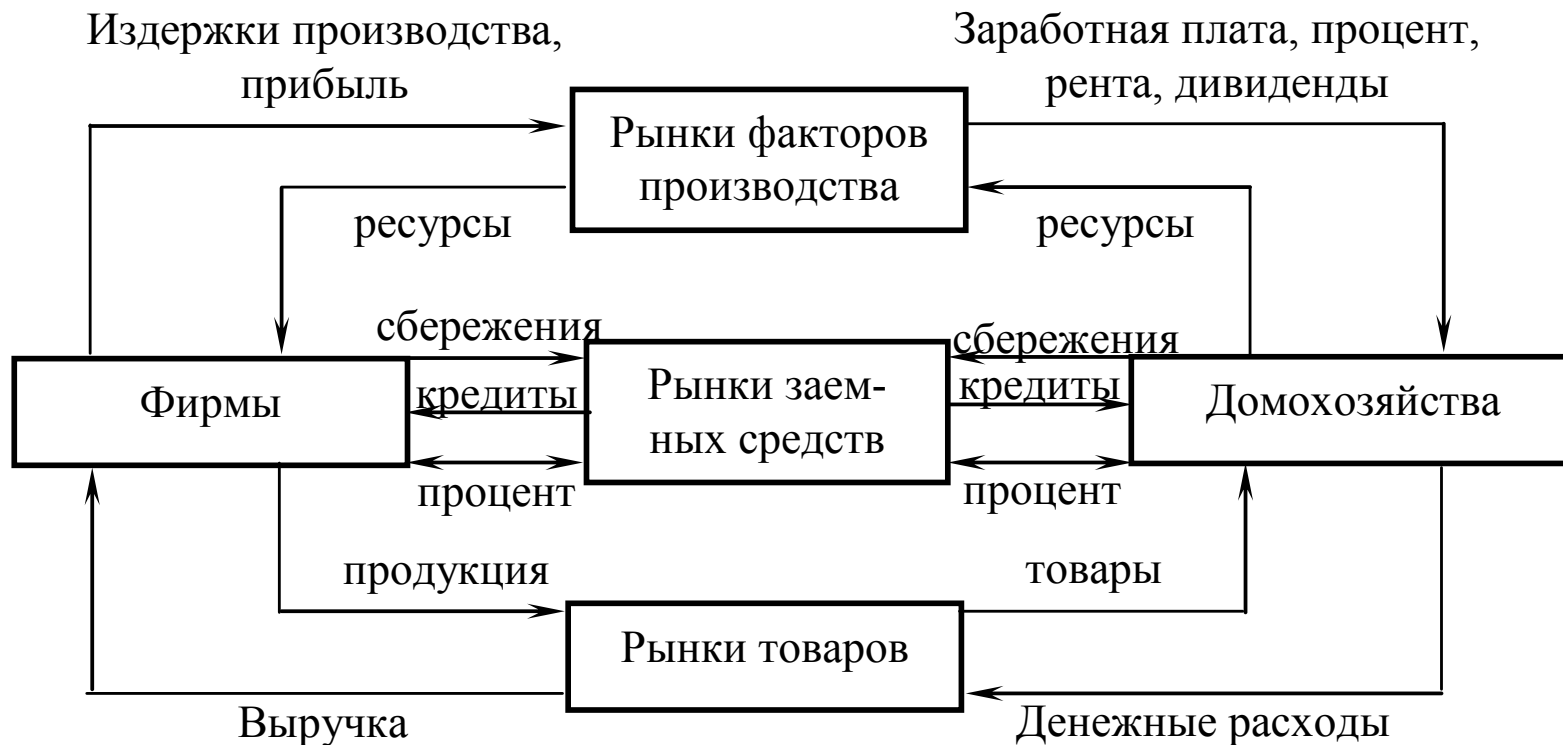 Издержки производства,
прибыль
Заработная плата, процент,
рента, дивиденды
Рынки факторов
производства
ресурсы
ресурсы
сбережения
сбережения
Фирмы
кредиты
Рынки заем-
ных средств
кредиты
Домохозяйства
процент
процент
продукция
товары
Рынки товаров
Выручка
Денежные расходы